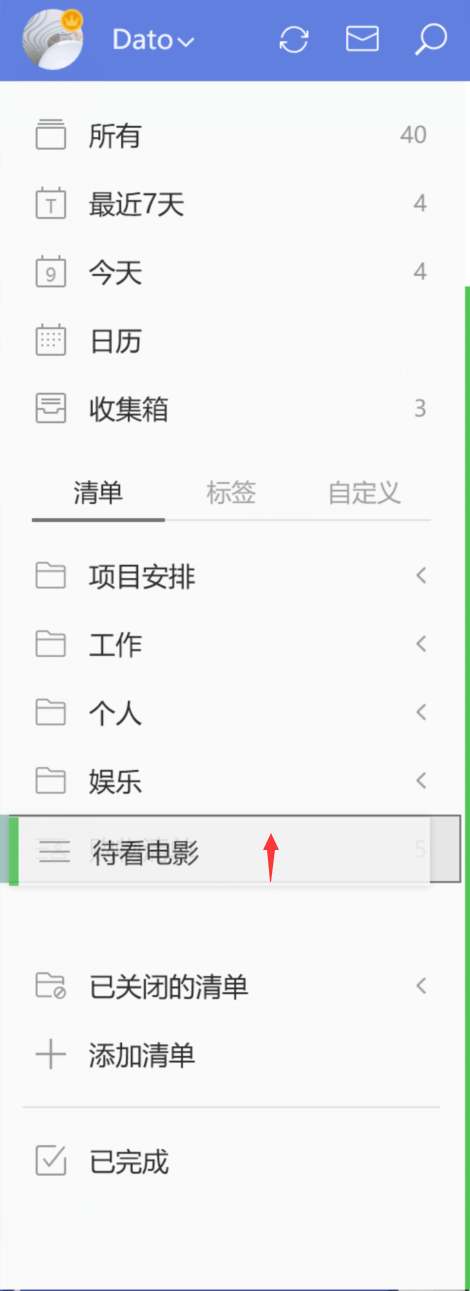 Dato
所有 40
T 最近7天 4
9 今天 4
日历
收集箱 3
清单 标签 自定义
项目安排
工作
个人
娱乐
待看电影 5
已关闭的清单
添加清单
已完成